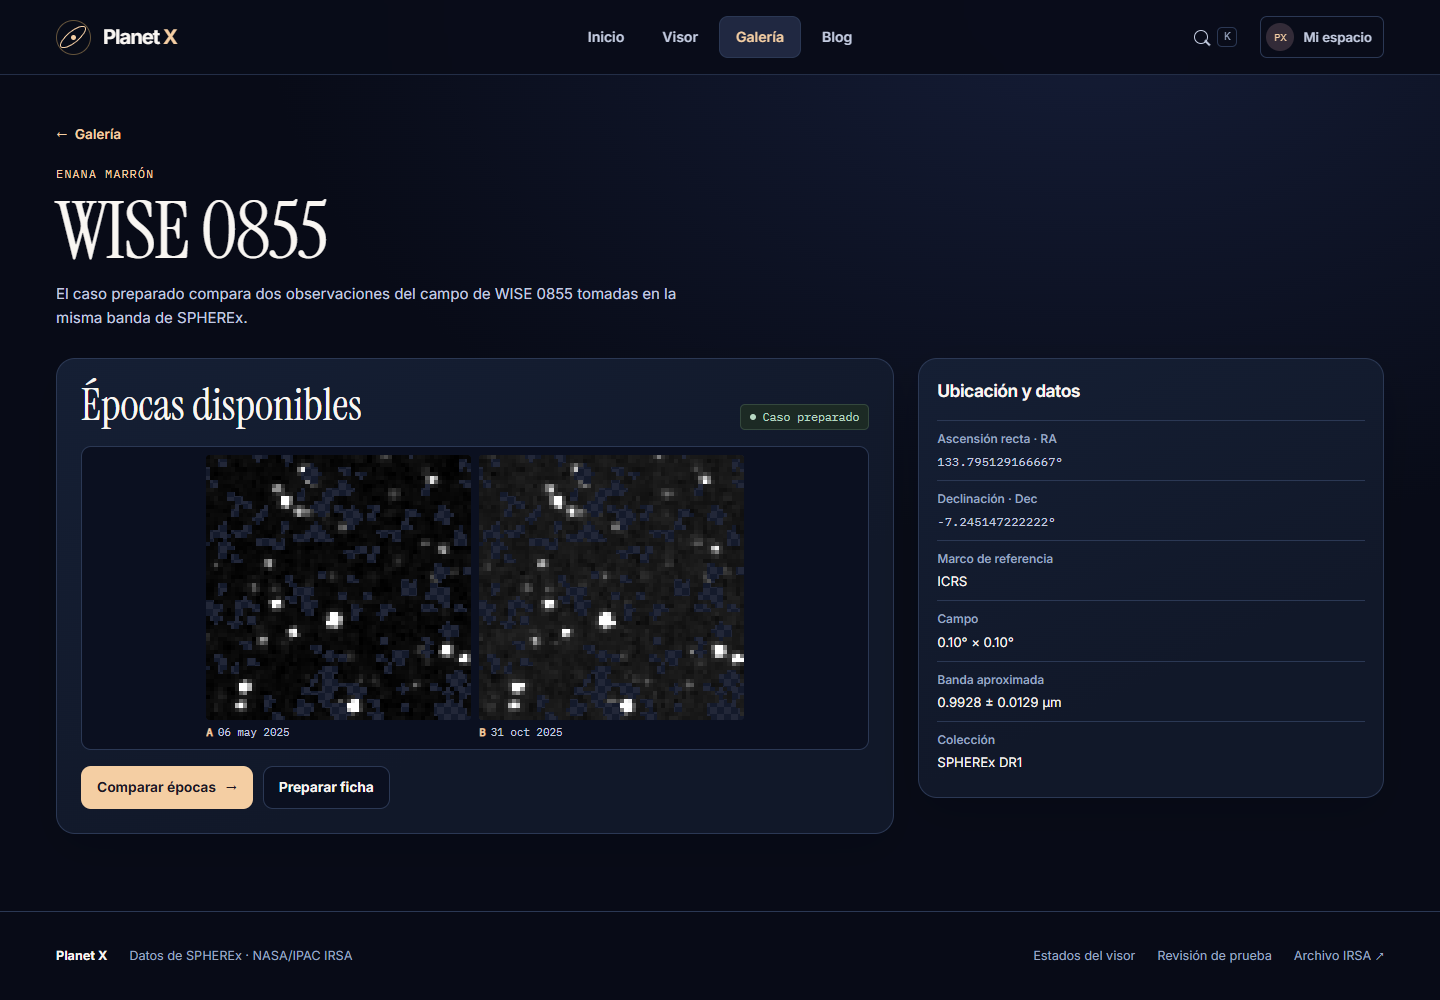 Planet X
Inicio
Visor
Galería
Blog
K
PX
Mi espacio
← Galería
ENANA MARRÓN
WISE 0855
El caso preparado compara dos observaciones del campo de WISE 0855 tomadas en la
misma banda de SPHEREx.
Épocas disponibles
Caso preparado
A 06 may 2025
B 31 oct 2025
Comparar épocas →
Preparar ficha
Ubicación y datos
Ascensión recta · RA
133.795129166667°
Declinación · Dec
-7.245147222222°
Marco de referencia
ICRS
Campo
0.10° × 0.10°
Banda aproximada
0.9928 ± 0.0129 µm
Colección
SPHEREx DR1
Planet X
Datos de SPHEREx · NASA/IPAC IRSA
Estados del visor
Revisión de prueba
Archivo IRSA ↗